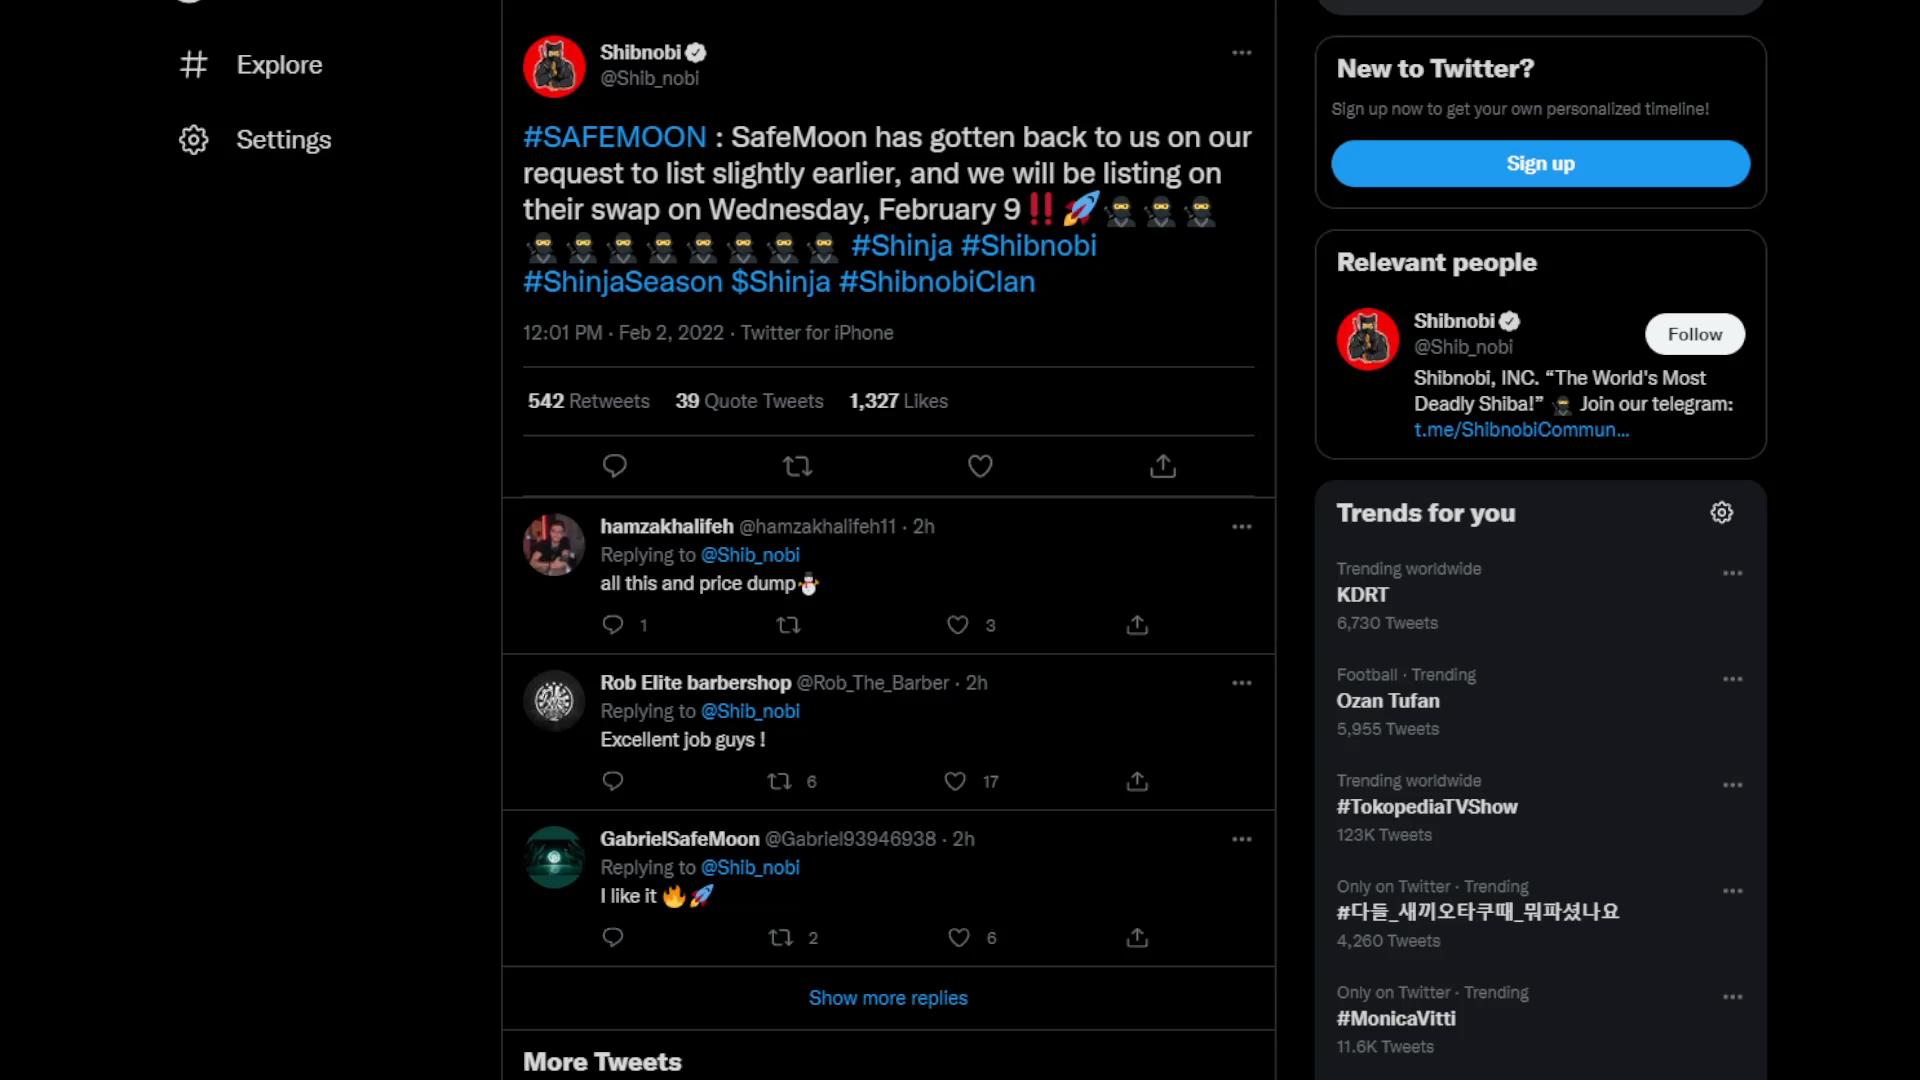 Explore
Settings
Shibnobi
@Shib_nobi
#SAFEMOON : SafeMoon has gotten back to us on our
request to list slightly earlier, and we will be listing on
their swap on Wednesday, February 9‼️🚀🥷🥷🥷
🥷🥷🥷🥷🥷🥷🥷🥷 #Shinja #Shibnobi
#ShinjaSeason $Shinja #ShibnobiClan
12:01 PM · Feb 2, 2022 · Twitter for iPhone
542 Retweets 39 Quote Tweets 1,327 Likes
hamzakhalifeh @hamzakhalifeh11 · 2h
Replying to @Shib_nobi
all this and price dump⛄
1 3
Rob Elite barbershop @Rob_The_Barber · 2h
Replying to @Shib_nobi
Excellent job guys !
6 17
GabrielSafeMoon @Gabriel93946938 · 2h
Replying to @Shib_nobi
I like it 🔥🚀
2 6
Show more replies
More Tweets
New to Twitter?
Sign up now to get your own personalized timeline!
Sign up
Relevant people
Shibnobi
@Shib_nobi
Follow
Shibnobi, INC. “The World's Most
Deadly Shiba!” 🥷 Join our telegram:
t.me/ShibnobiCommun...
Trends for you
Trending worldwide
KDRT
6,730 Tweets
Football · Trending
Ozan Tufan
5,955 Tweets
Trending worldwide
#TokopediaTVShow
123K Tweets
Only on Twitter · Trending
#다들_새끼오타쿠때_뭐파셨나요
4,260 Tweets
Only on Twitter · Trending
#MonicaVitti
11.6K Tweets